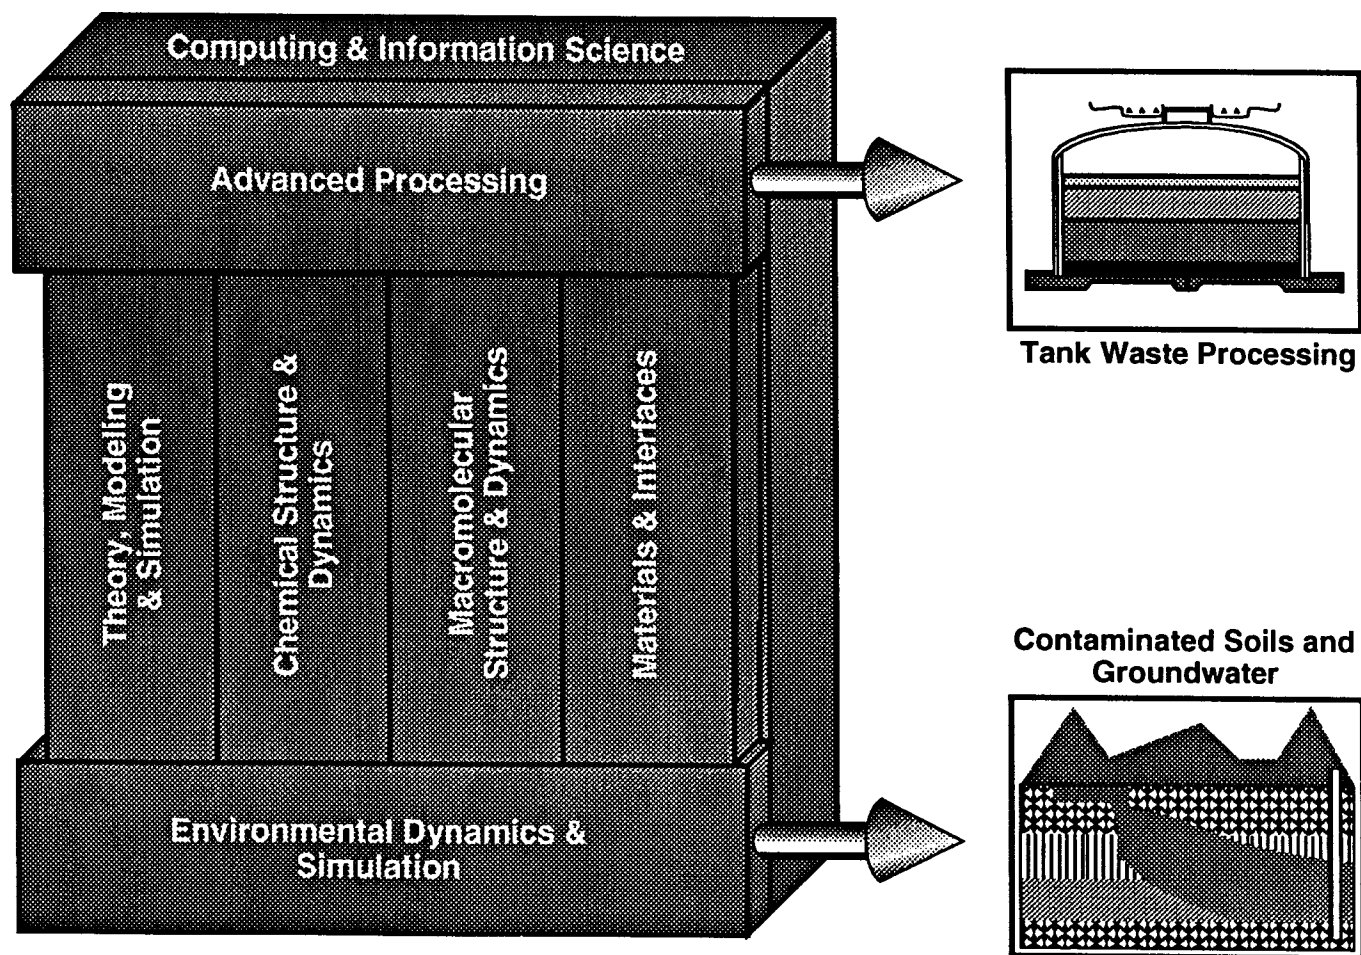 Computing & Information Science
Advanced Processing
Theory, Modeling
& Simulation
Chemical Structure &
Dynamics
Macromolecular
Structure & Dynamics
Materials & Interfaces
Environmental Dynamics &
Simulation
Tank Waste Processing
Contaminated Soils and
Groundwater